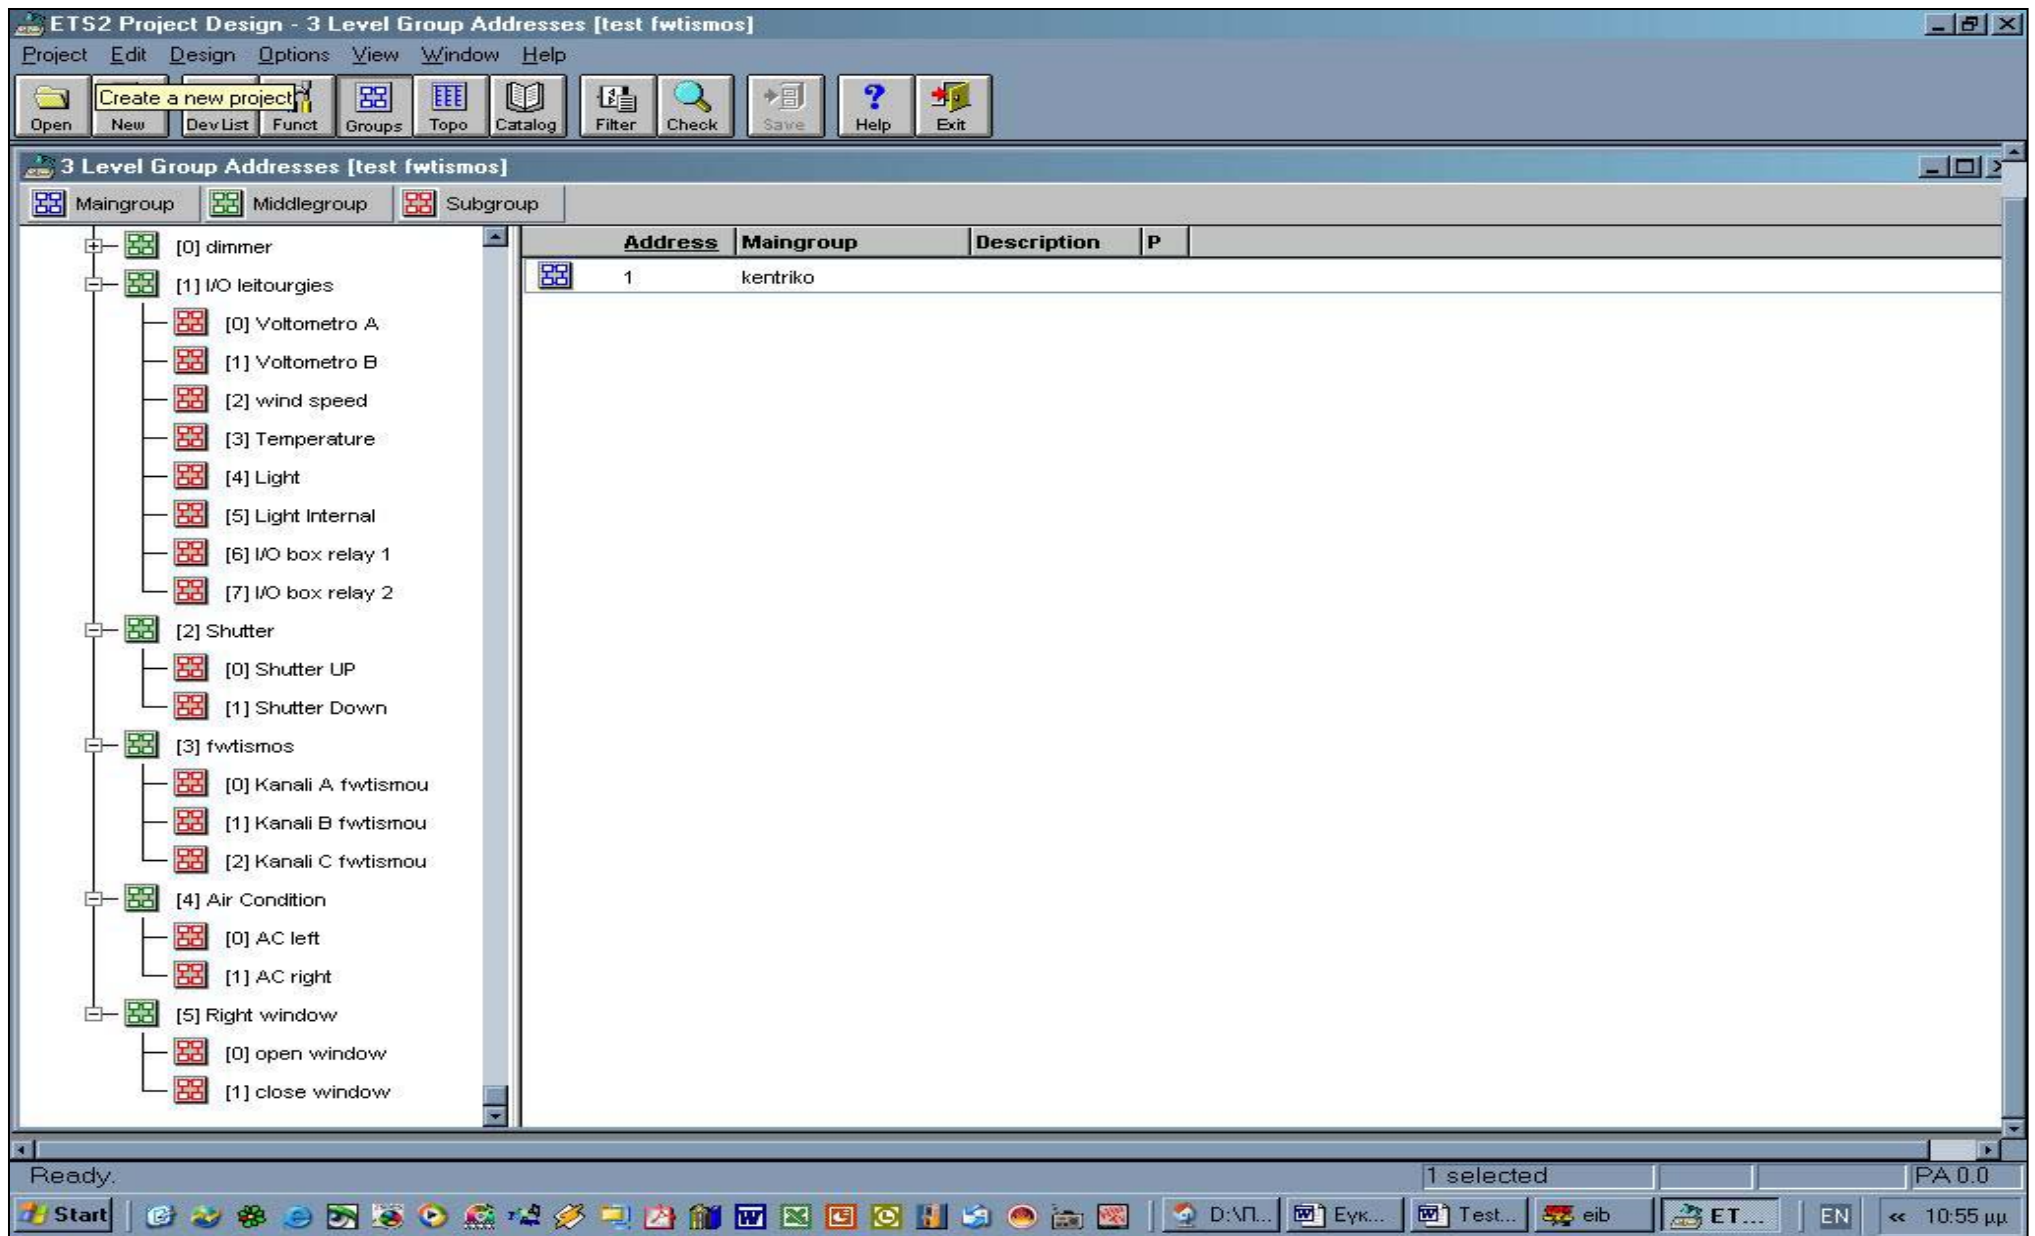 ETS2 Project Design - 3 Level Group Addresses [test fwtismos]
Project Edit Design Options View Window Help
Create a new project
Open New Dev List Funct Groups Topo Catalog Filter Check Save Help Exit
3 Level Group Addresses [test fwtismos]
Maingroup Middlegroup Subgroup
Address Maingroup Description P
1 kentriko
[0] dimmer
[1] I/O leitourgies
[0] Voltometro A
[1] Voltometro B
[2] wind speed
[3] Temperature
[4] Light
[5] Light Internal
[6] I/O box relay 1
[7] I/O box relay 2
[2] Shutter
[0] Shutter UP
[1] Shutter Down
[3] fwtismos
[0] Kanali A fwtismou
[1] Kanali B fwtismou
[2] Kanali C fwtismou
[4] Air Condition
[0] AC left
[1] AC right
[5] Right window
[0] open window
[1] close window
Ready. 1 selected PA 0.0
Start D:\Π... Εγκ... Test... eib ET... EN « 10:55 μμ